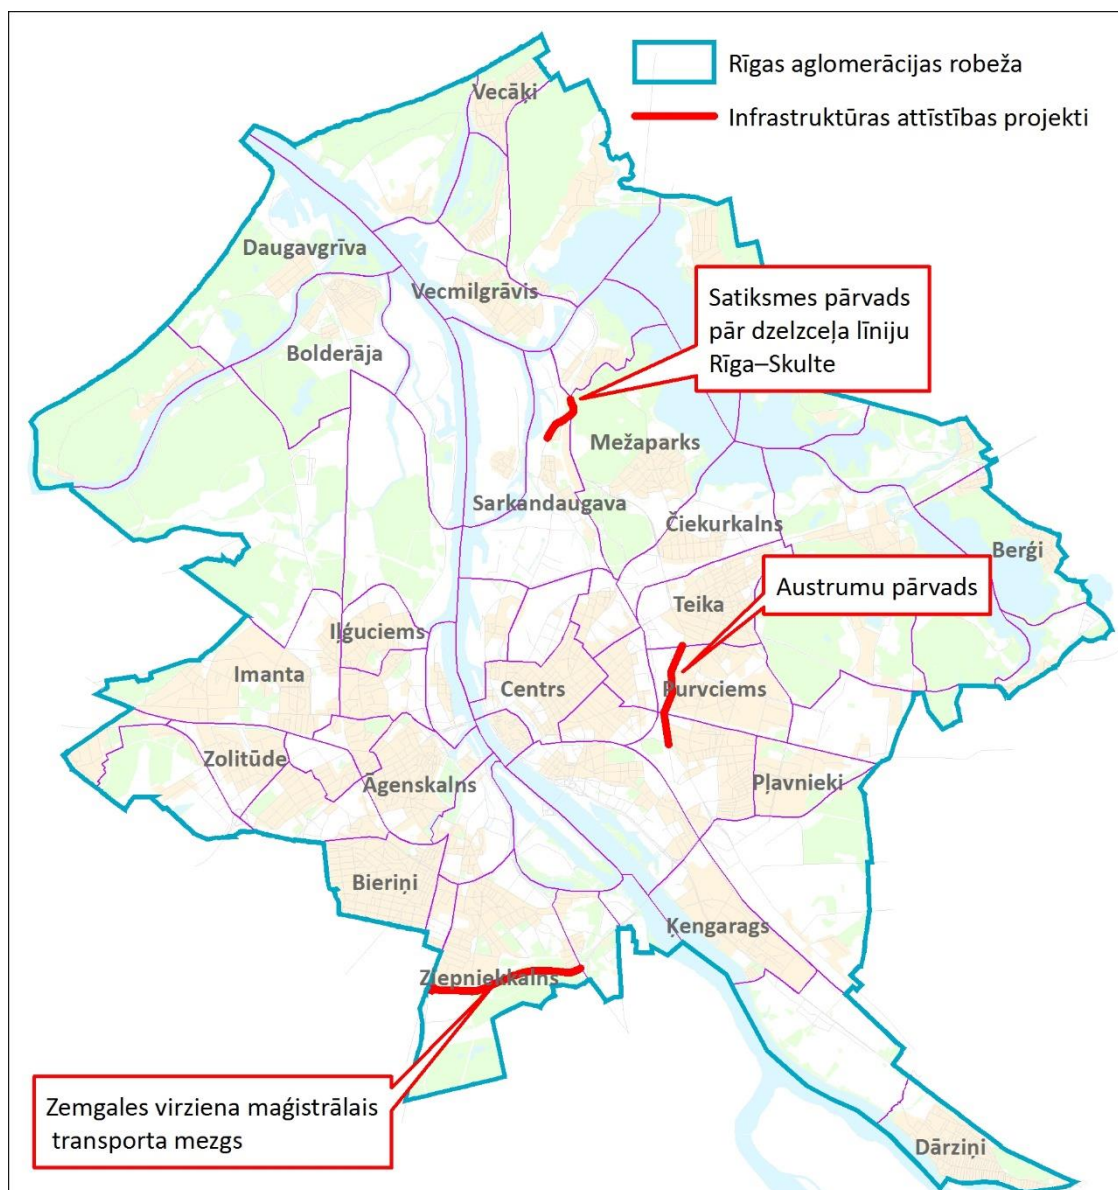 Rīgas aglomerācijas robeža
Infrastruktūras attīstības projekti
Vecāķi
Daugavgrīva
Vecmilgrāvis
Satiksmes pārvads
pār dzelzceļa līniju
Rīga–Skulte
Bolderāja
Mežaparks
Sarkandaugava
Čiekurkalns
Berģi
Austrumu pārvads
Teika
Iļģuciems
Imanta
Centrs
Purvciems
Zolitūde
Āgenskalns
Pļavnieki
Bieriņi
Ķengarags
Ziepniekkalns
Zemgales virziena maģistrālais
transporta mezgs
Dārziņi